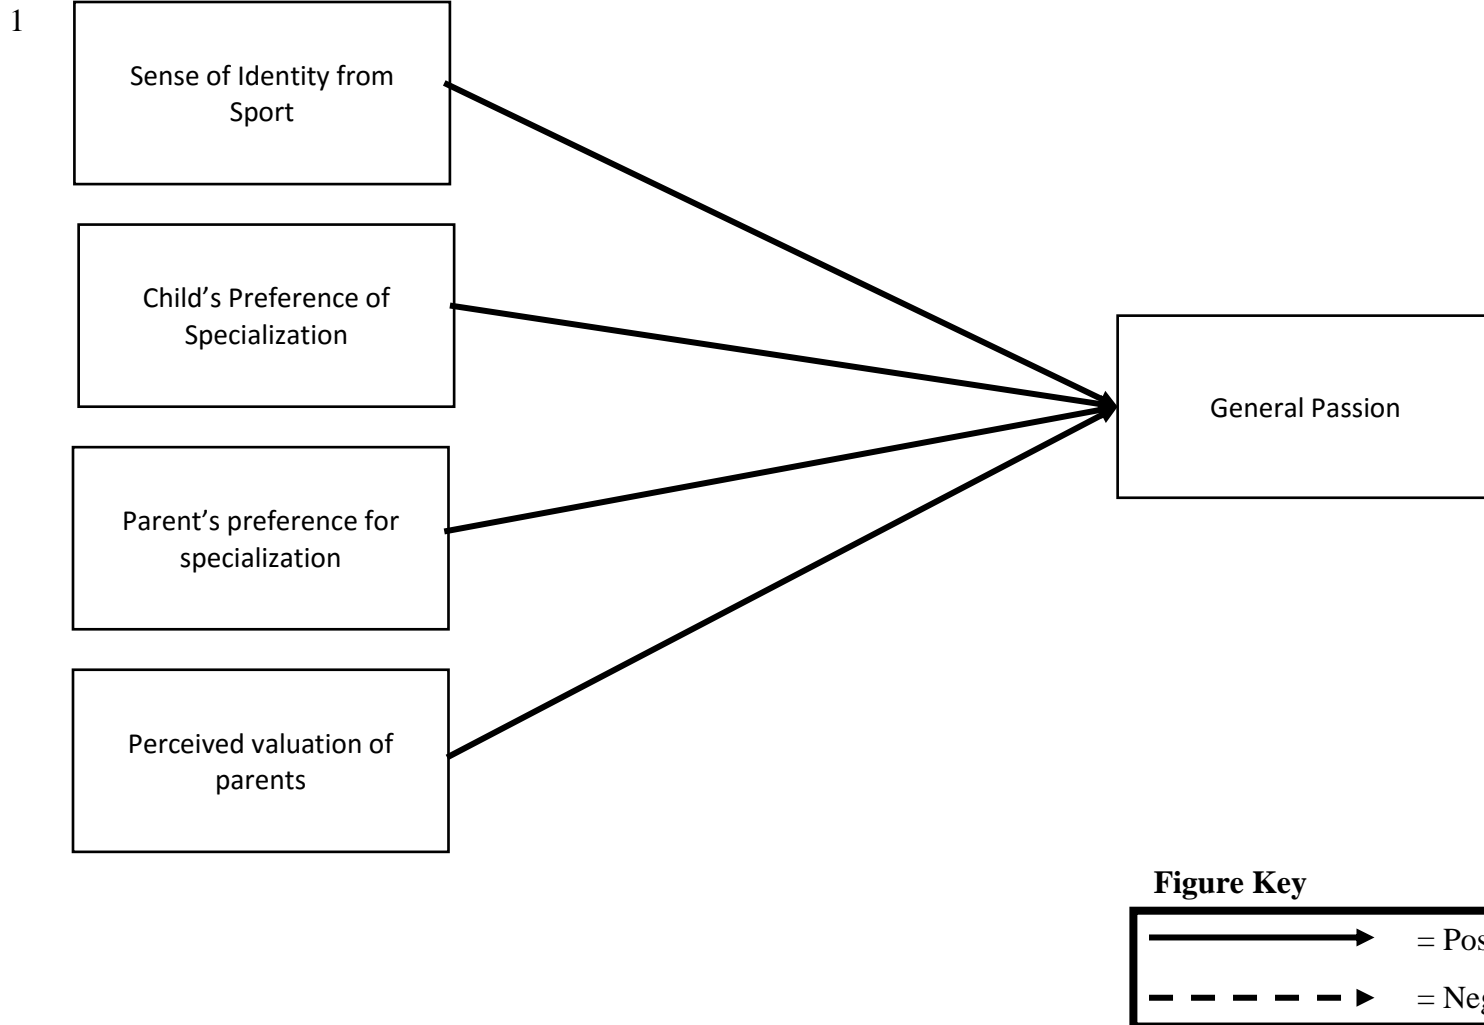 1
Sense of Identity from
Sport
Child’s Preference of
Specialization
General Passion
Parent’s preference for
specialization
Perceived valuation of
parents
Figure Key
= Pos
= Neg